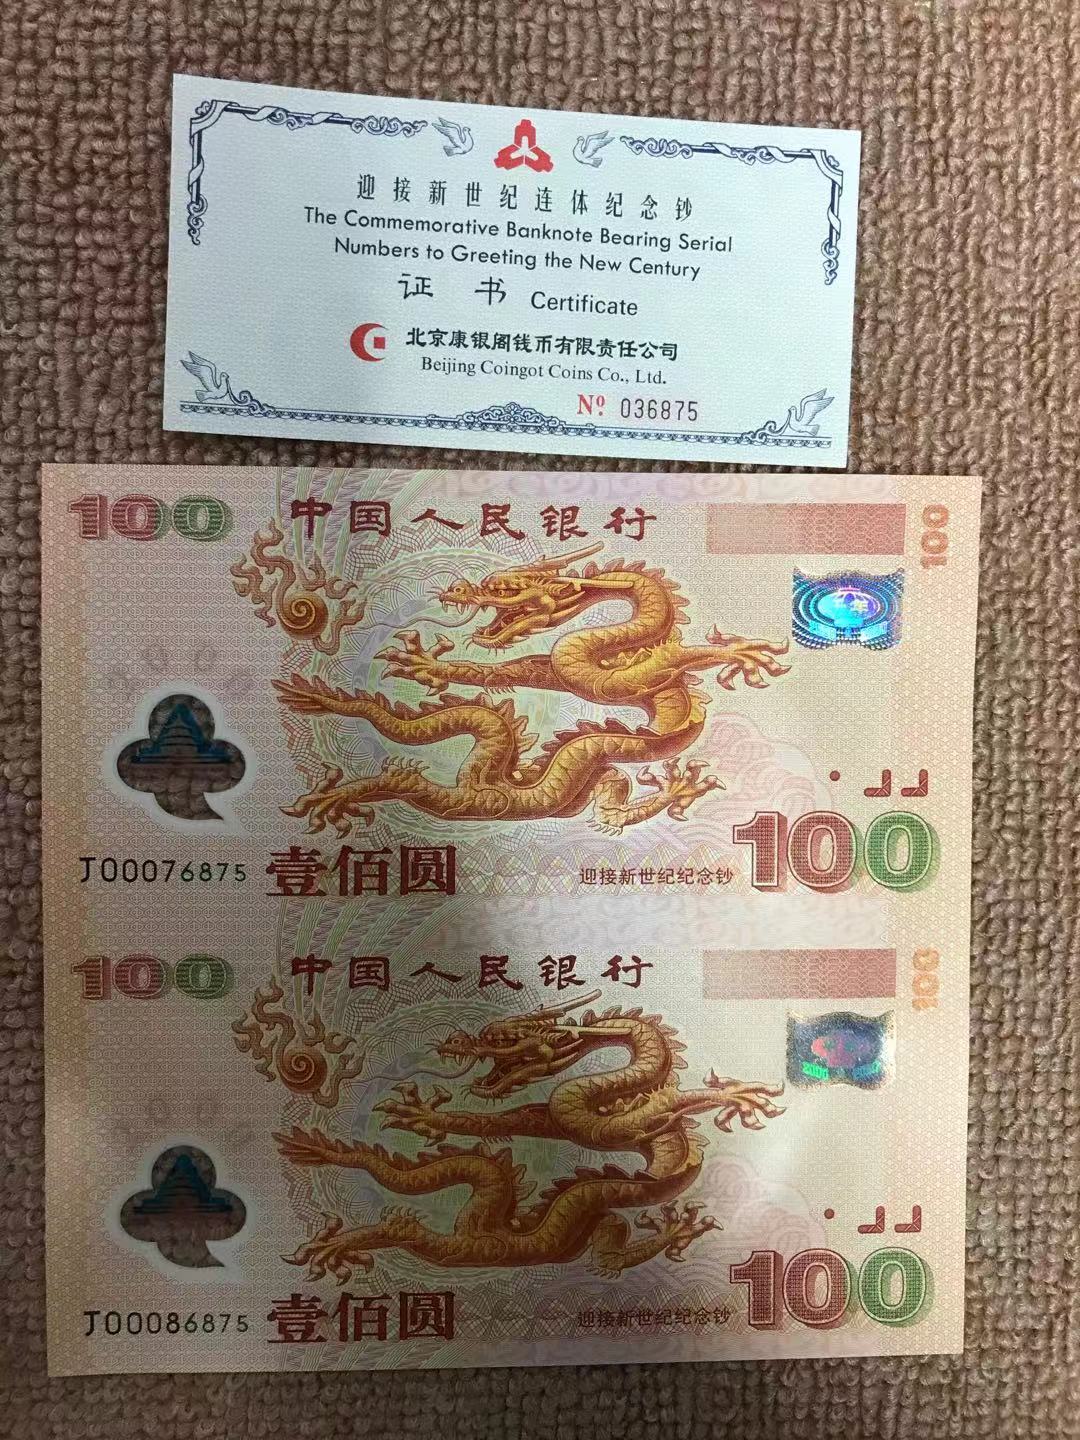 迎接新世纪连体纪念钞
The Commemorative Banknote Bearing Serial
Numbers to Greeting the New Century
证 书 Certificate
北京康银阁钱币有限责任公司
Beijing Coingot Coins Co., Ltd.
Nº 036875
100 中国人民银行 100
J00076875 壹佰圆 迎接新世纪纪念钞 100
100 中国人民银行 100
J00086875 壹佰圆 迎接新世纪纪念钞 100